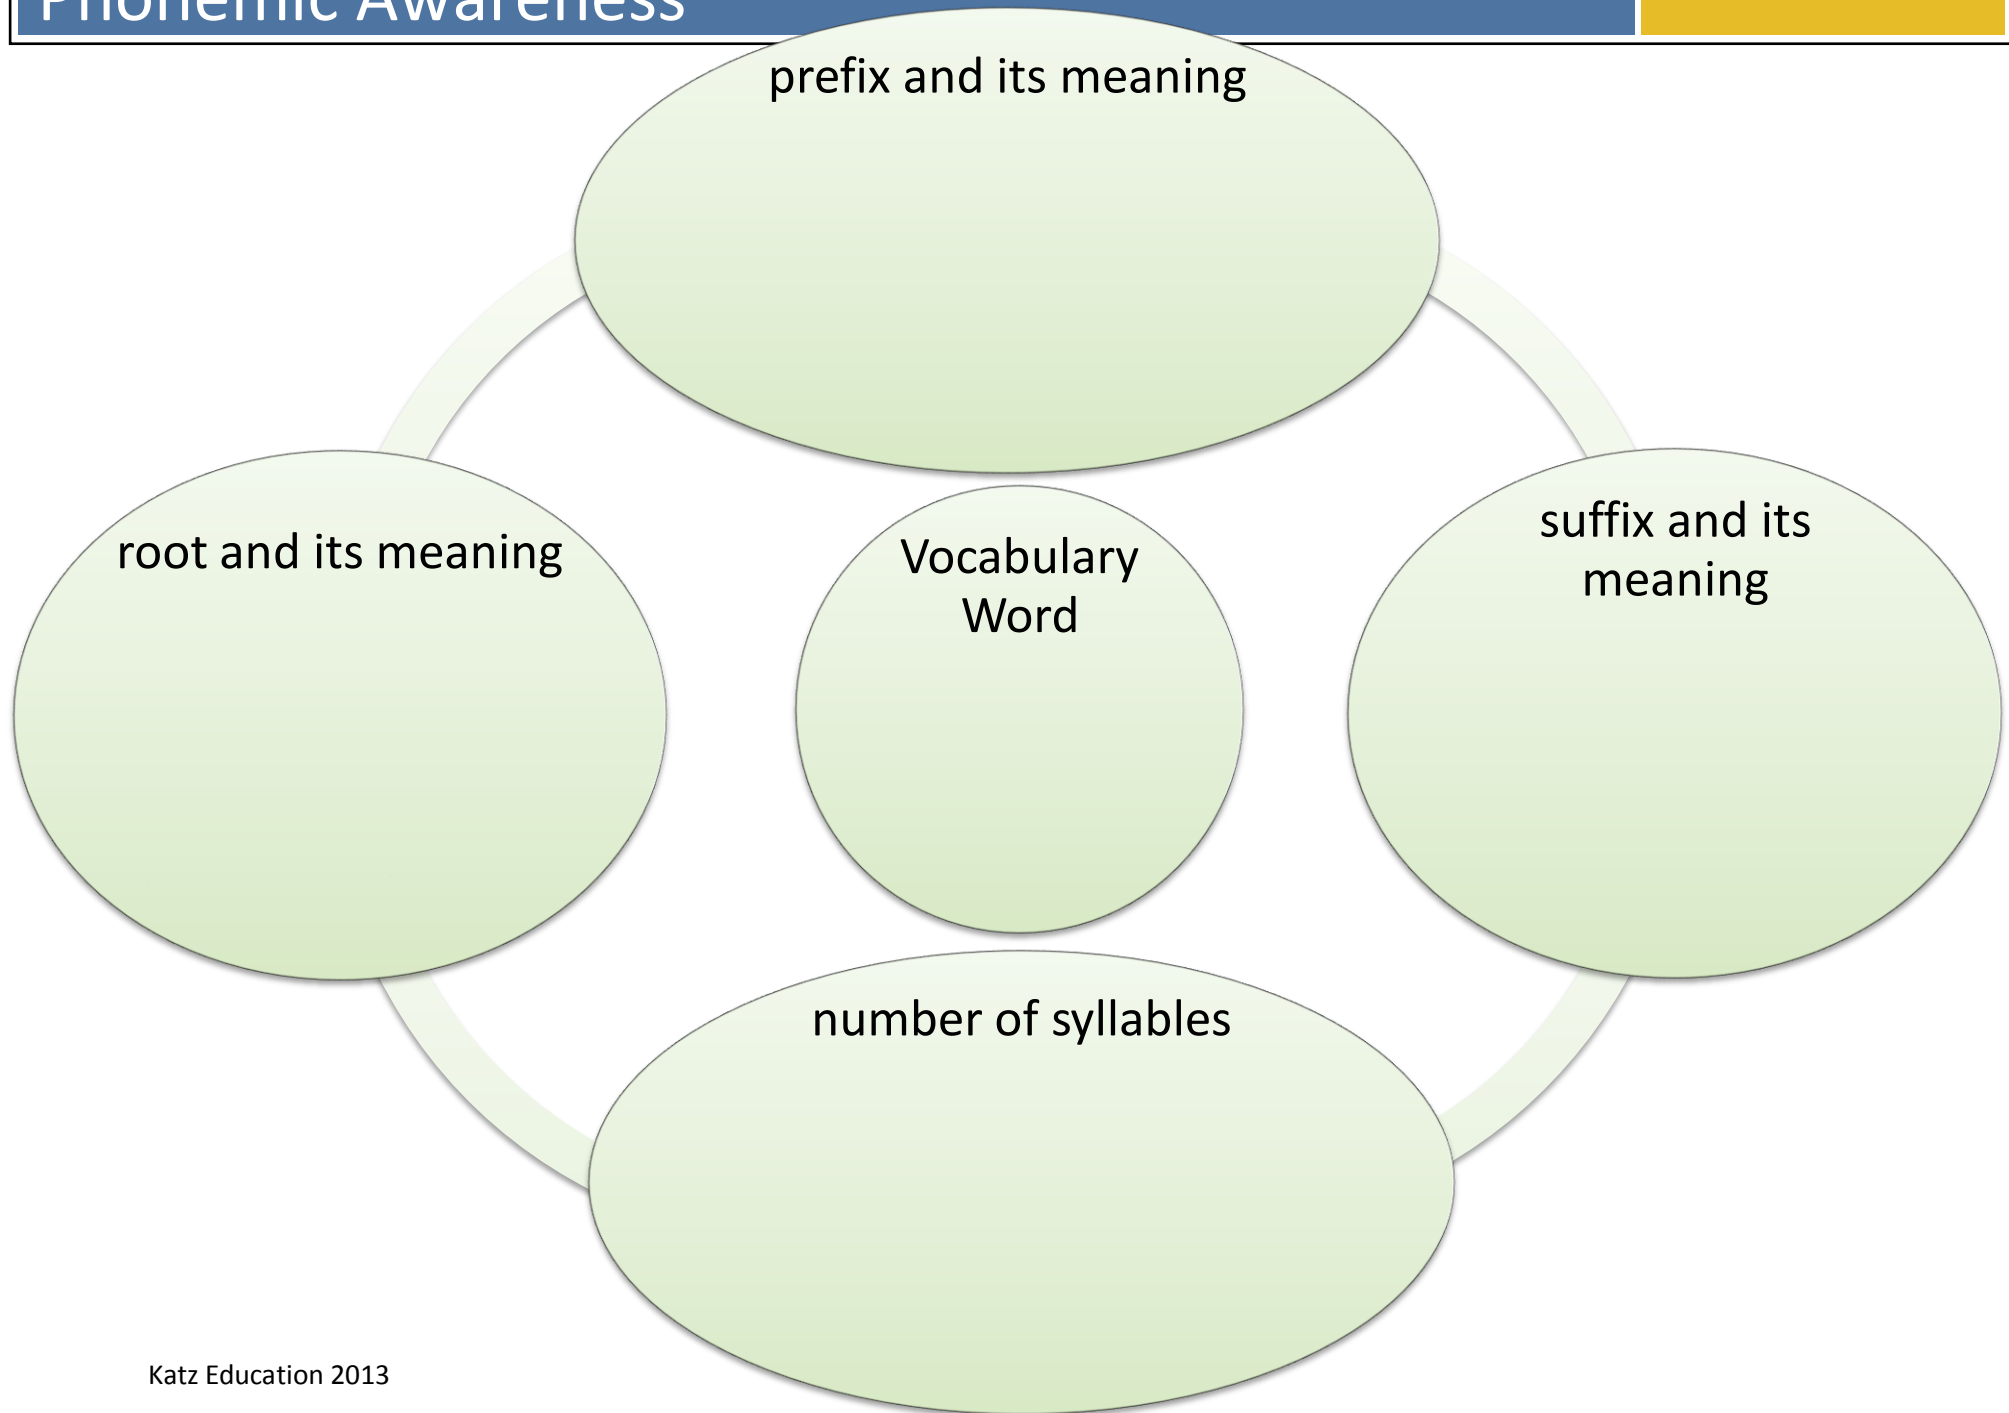 Phonemic Awareness
prefix and its meaning
root and its meaning
Vocabulary
Word
suffix and its
meaning
number of syllables
Katz Education 2013